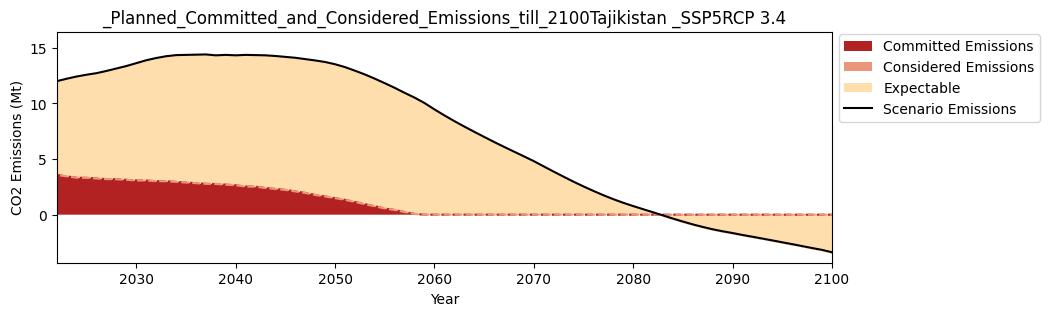 _Planned_Committed_and_Considered_Emissions_till_2100Tajikistan _SSP5RCP 3.4
15
10
5
0
CO2 Emissions (Mt)
2030 2040 2050 2060 2070 2080 2090 2100
Year
Committed Emissions
Considered Emissions
Expectable
Scenario Emissions